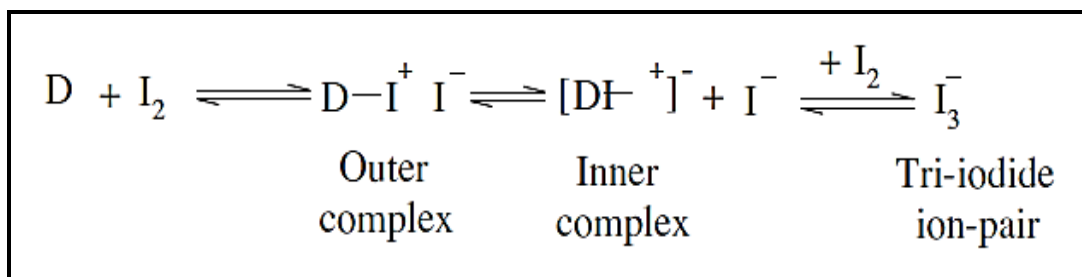 D + I₂ ⇌ D—I⁺ I⁻ ⇌ [DI— ⁺]⁻ + I⁻ + I₂ ⇌ I₃⁻
Outer Inner Tri-iodide
complex complex ion-pair